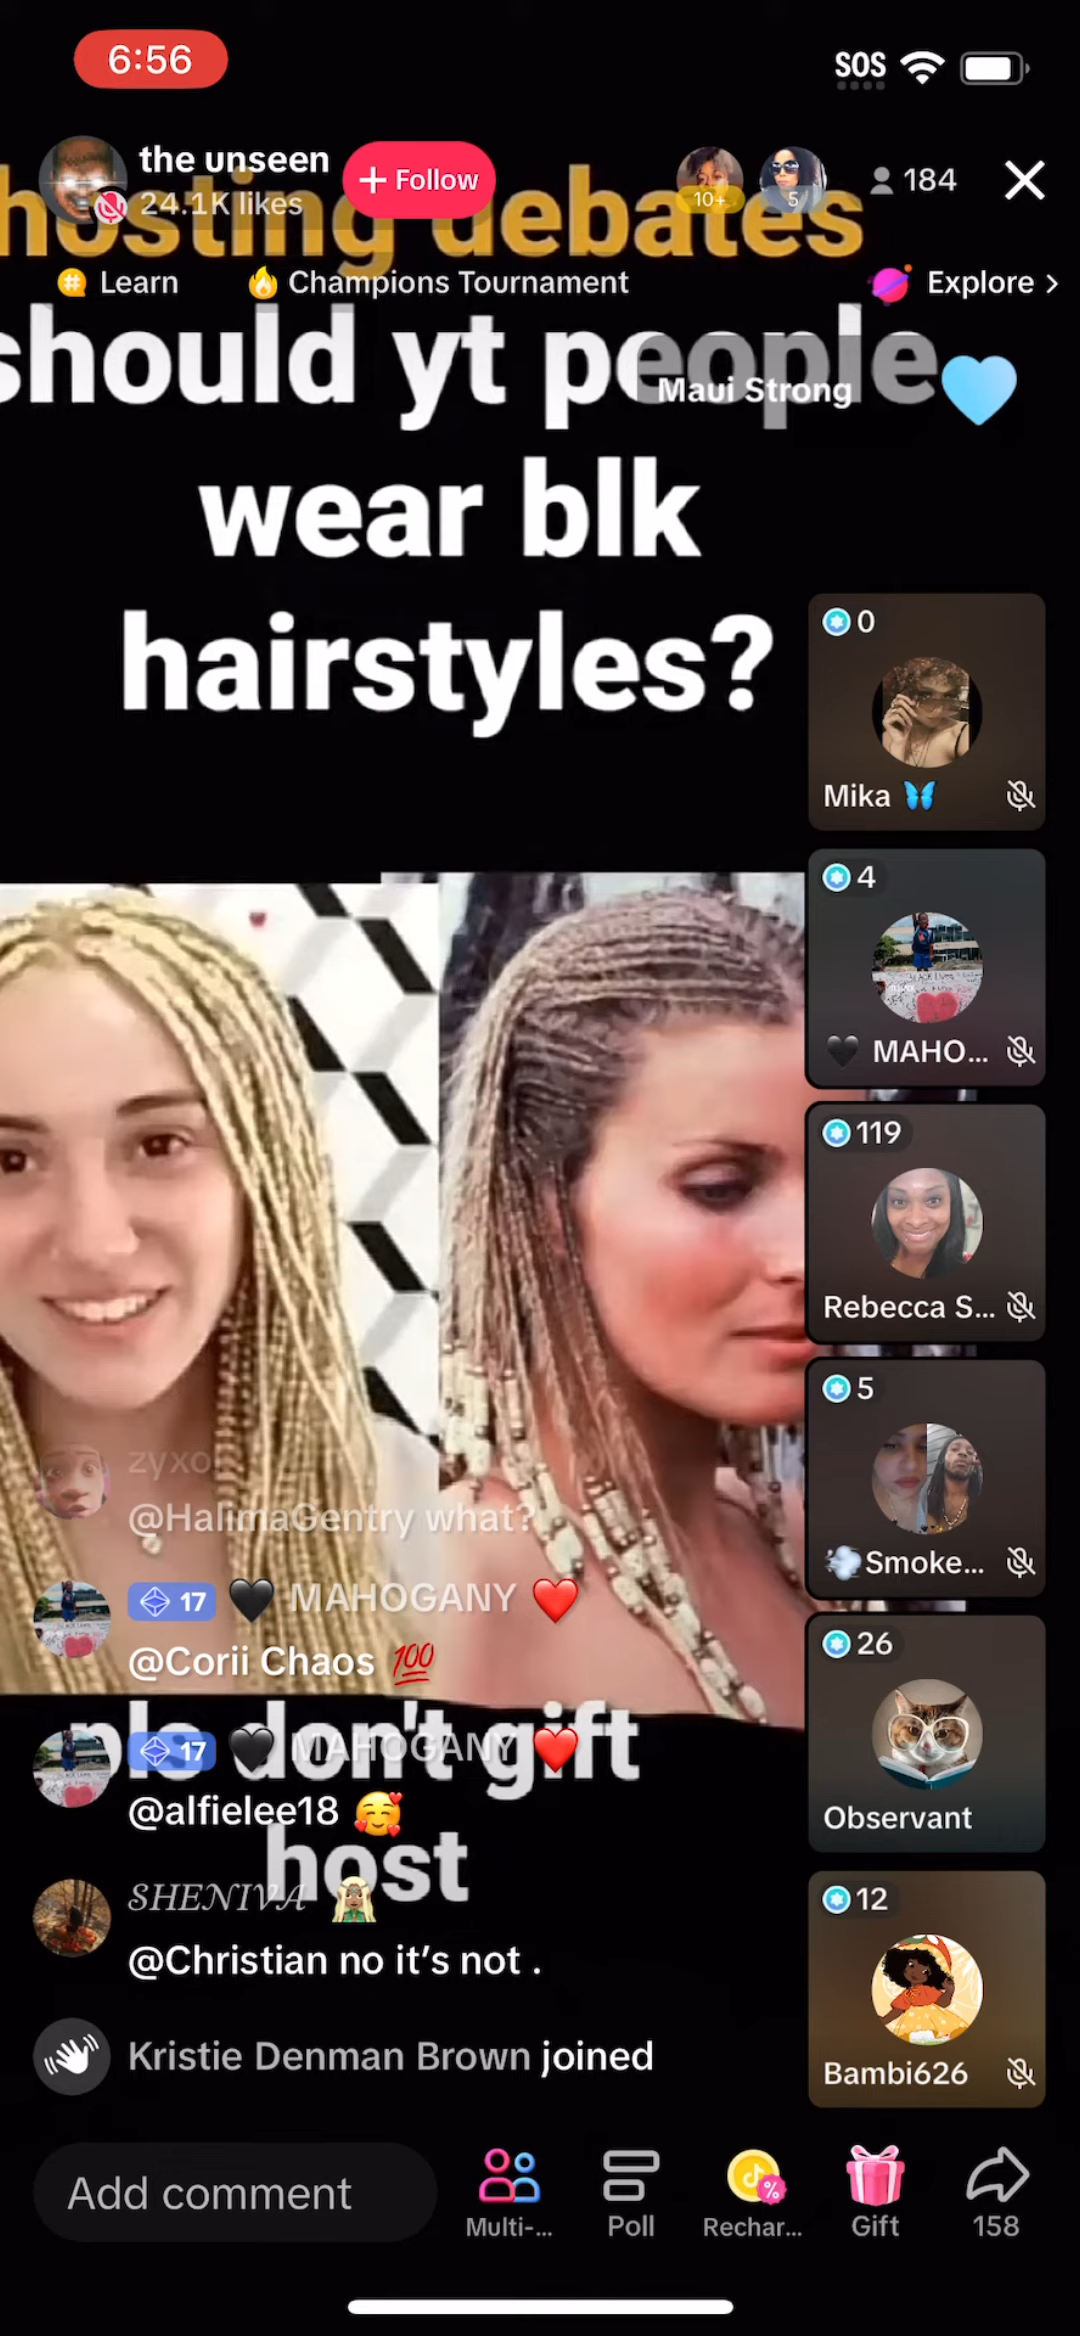 6:56
SOS
the unseen
24.1K likes
+ Follow
10+
5
184
hosting debates
Learn
Champions Tournament
Explore >
should yt people
Maui Strong
wear blk
hairstyles?
0
Mika 🦋
4
🖤 MAHO...
119
Rebecca S...
5
💨Smoke...
26
Observant
12
Bambi626
@HalimaGentry what?
17 🖤 MAHOGANY ❤️
@Corii Chaos 💯
pls don't gift
17 🖤 MAHOGANY ❤️
@alfielee18 🥰
host
SHENIVA 🧝🏼‍♀️
@Christian no it's not .
Kristie Denman Brown joined
Add comment
Multi-...
Poll
Rechar...
Gift
158